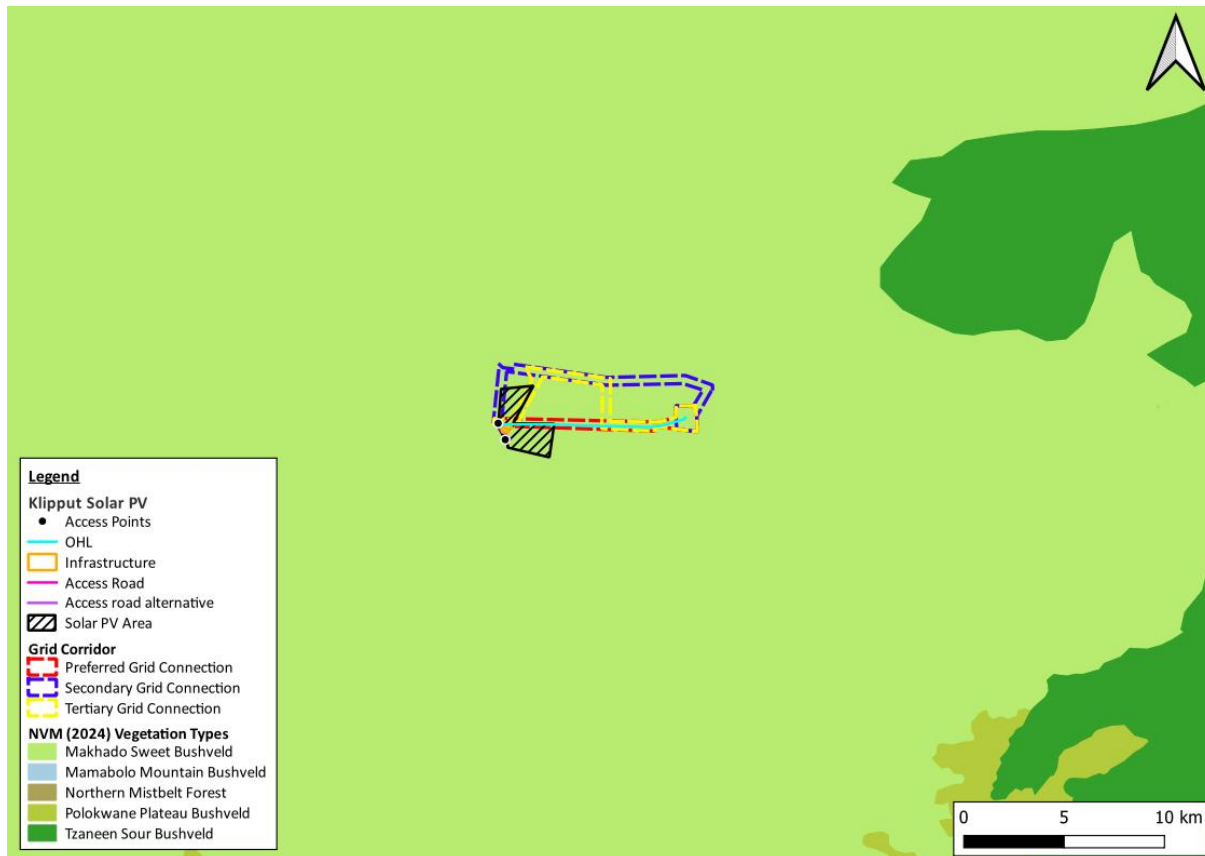 Legend
Klipput Solar PV
Access Points
OHL
Infrastructure
Access Road
Access road alternative
Solar PV Area
Grid Corridor
Preferred Grid Connection
Secondary Grid Connection
Tertiary Grid Connection
NVM (2024) Vegetation Types
Makhado Sweet Bushveld
Mamabolo Mountain Bushveld
Northern Mistbelt Forest
Polokwane Plateau Bushveld
Tzaneen Sour Bushveld
0 5 10 km